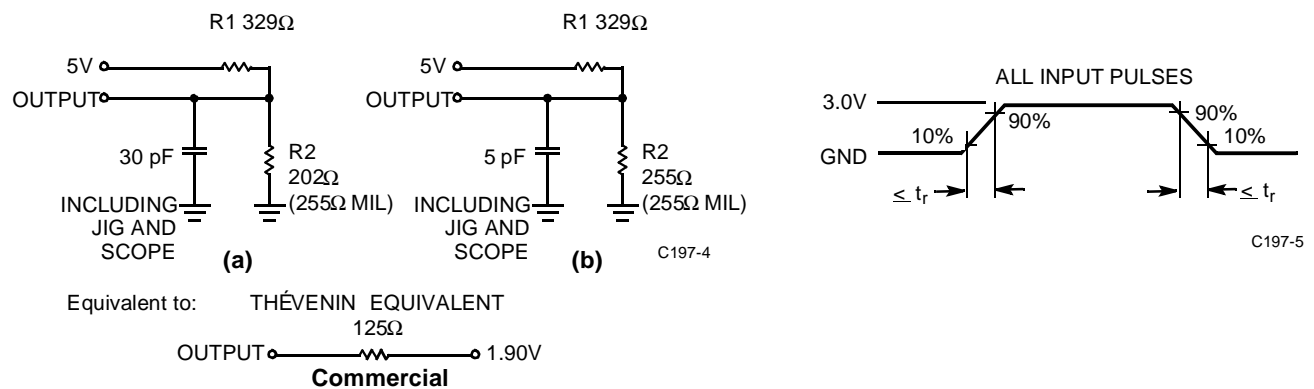 R1 329Ω
5V
OUTPUT
30 pF
R2
202Ω
(255Ω MIL)
INCLUDING
JIG AND
SCOPE
(a)
R1 329Ω
5V
OUTPUT
5 pF
R2
255Ω
(255Ω MIL)
INCLUDING
JIG AND
SCOPE
(b)
C197-4
ALL INPUT PULSES
3.0V
90%
90%
10%
10%
GND
≤ tr
≤ tr
C197-5
Equivalent to: THÉVENIN EQUIVALENT
125Ω
OUTPUT 1.90V
Commercial